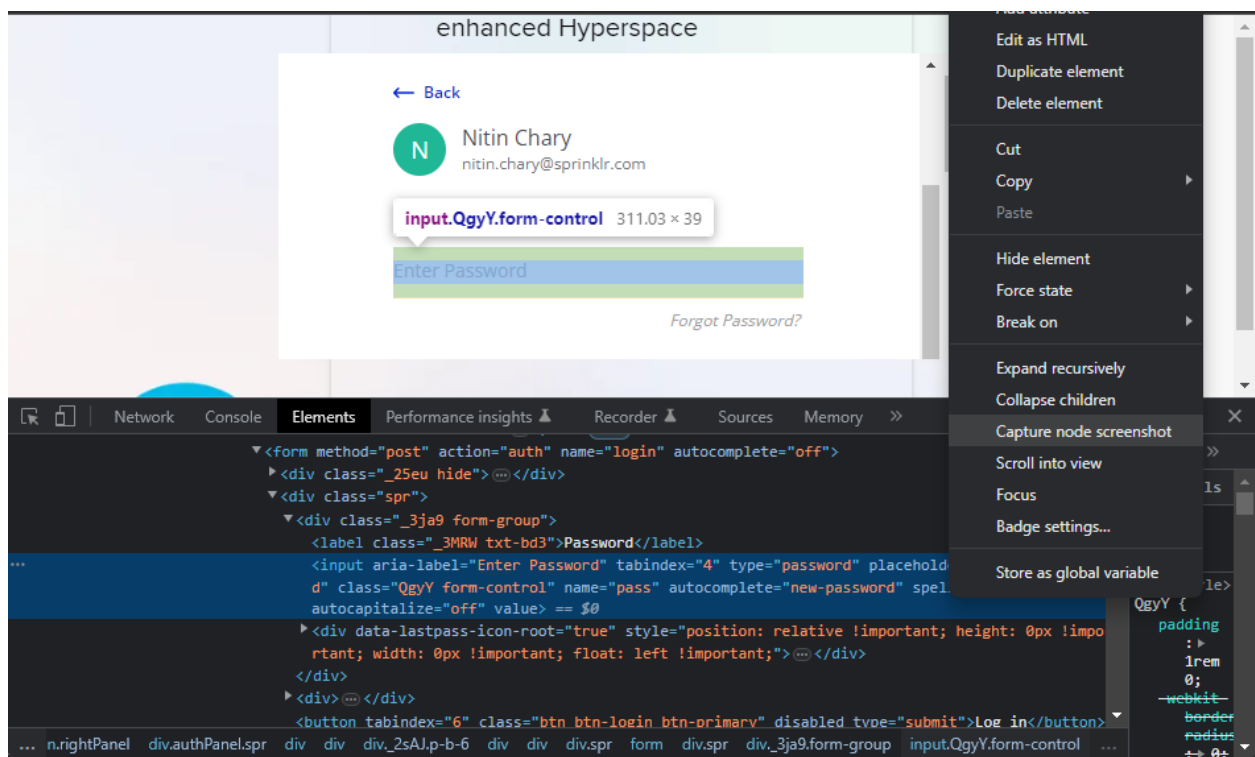 enhanced Hyperspace
← Back
N
Nitin Chary
nitin.chary@sprinklr.com
input.QgyY.form-control 311.03 × 39
Enter Password
Forgot Password?
Add attribute
Edit as HTML
Duplicate element
Delete element
Cut
Copy
Paste
Hide element
Force state
Break on
Expand recursively
Collapse children
Capture node screenshot
Scroll into view
Focus
Badge settings...
Store as global variable
Network Console Elements Performance insights Recorder Sources Memory »
<form method="post" action="auth" name="login" autocomplete="off">
<div class="_25eu hide">…</div>
<div class="spr">
<div class="_3ja9 form-group">
<label class="_3MRW txt-bd3">Password</label>
<input aria-label="Enter Password" tabindex="4" type="password" placehold
d" class="QgyY form-control" name="pass" autocomplete="new-password" spel
autocapitalize="off" value> == $0
<div data-lastpass-icon-root="true" style="position: relative !important; height: 0px !impo
rtant; width: 0px !important; float: left !important;">…</div>
</div>
<div>…</div>
<button tabindex="6" class="btn btn-login btn-primary" disabled type="submit">Log in</button>
... n.rightPanel div.authPanel.spr div div div._2sAJ.p-b-6 div div div.spr form div.spr div._3ja9.form-group input.QgyY.form-control ...
»
ls
le>
QgyY {
padding
:
1rem
0;
-webkit-
border
radius
: 0;